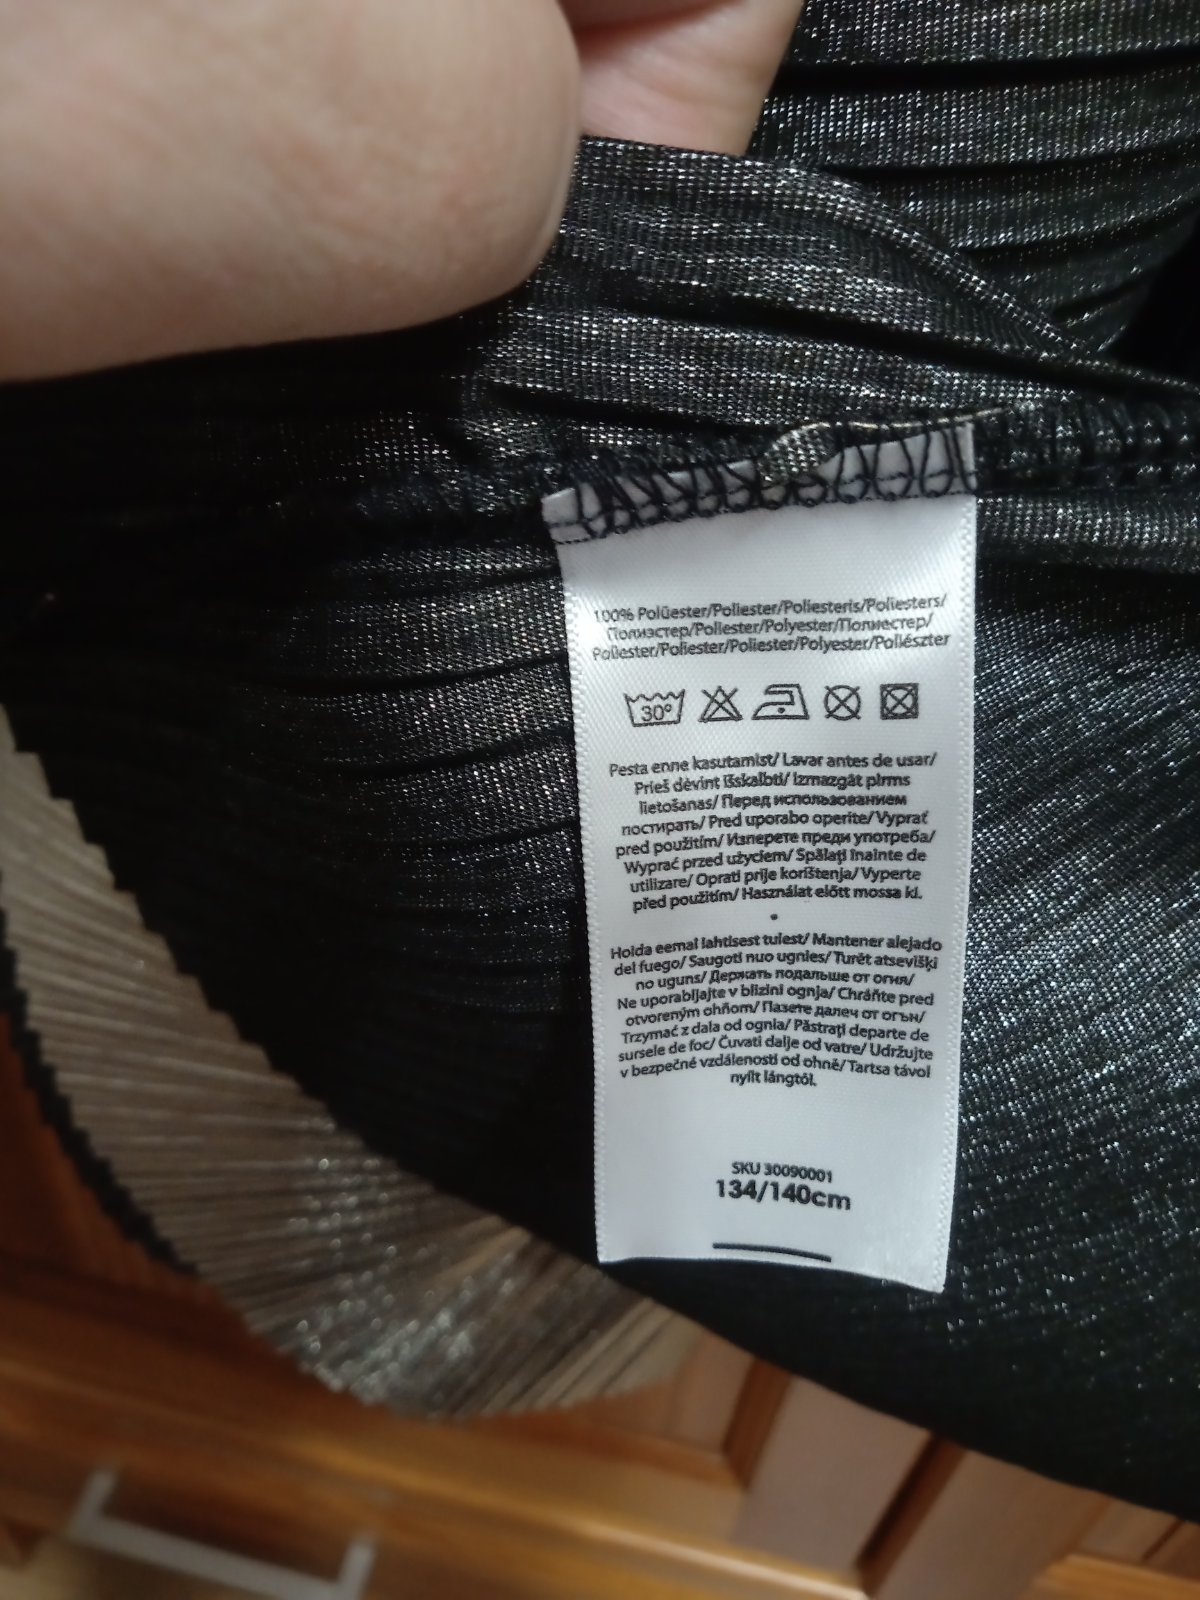 100% Polüester/Poliester/Poliesteris/Poliesters/
Полиэстер/Poliester/Polyester/Полиестер/
Poliester/Poliester/Poliester/Polyester/Poliészter
30°
Pesta enne kasutamist/ Lavar antes de usar/
Prieš dėvint išskalbti/ Izmazgāt pirms
lietošanas/ Перед использованием
постирать/ Pred uporabo operite/ Vyprať
pred použitím/ Изперете преди употреба/
Wyprać przed użyciem/ Spălați înainte de
utilizare/ Oprati prije korištenja/ Vyperte
před použitím/ Használat előtt mossa ki.
•
Hoida eemal lahtisest tulest/ Mantener alejado
del fuego/ Saugoti nuo ugnies/ Turēt atsevišķi
no uguns/ Держать подальше от огня/
Ne uporabljajte v bližini ognja/ Chráňte pred
otvoreným ohňom/ Пазете далеч от огън/
Trzymać z dala od ognia/ Păstrați departe de
sursele de foc/ Čuvati dalje od vatre/ Udržujte
v bezpečné vzdálenosti od ohně/ Tartsa távol
nyílt lángtól.
SKU 30090001
134/140cm